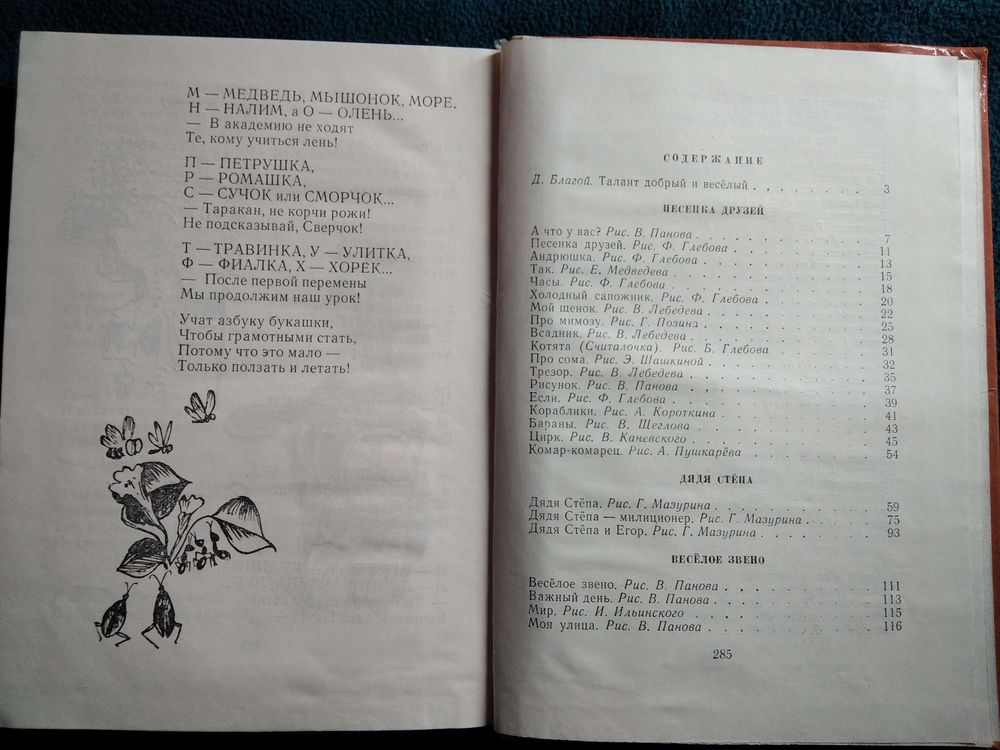 М — МЕДВЕДЬ, МЫШОНОК, МОРЕ,
Н — НАЛИМ, а О — ОЛЕНЬ...
— В академию не ходят
Те, кому учиться лень!
П — ПЕТРУШКА,
Р — РОМАШКА,
С — СУЧОК или СМОРЧОК...
— Таракан, не корчи рожи!
Не подсказывай, Сверчок!
Т — ТРАВИНКА, У — УЛИТКА,
Ф — ФИАЛКА, Х — ХОРЕК...
— После первой перемены
Мы продолжим наш урок!
Учат азбуку букашки,
Чтобы грамотными стать,
Потому что это мало —
Только ползать и летать!
СОДЕРЖАНИЕ
Д. Благой. Талант добрый и весёлый . . . . . . . 3
ПЕСЕНКА ДРУЗЕЙ
А что у вас? Рис. В. Панова . . . . . . . . . 7
Песенка друзей. Рис. Ф. Глебова . . . . . . . . 11
Андрюшка. Рис. Ф. Глебова . . . . . . . . . 13
Так. Рис. Е. Медведева . . . . . . . . . . 15
Часы. Рис. Ф. Глебова . . . . . . . . . . 18
Холодный сапожник. Рис. Ф. Глебова . . . . . . 20
Мой щенок. Рис. В. Лебедева . . . . . . . . 22
Про мимозу. Рис. Г. Позина . . . . . . . . . 25
Всадник. Рис. В. Лебедева . . . . . . . . . 28
Котята (Считалочка). Рис. Б. Глебова . . . . . . 31
Про сома. Рис. Э. Шашкиной . . . . . . . . 32
Трезор. Рис. В. Лебедева . . . . . . . . . 35
Рисунок. Рис. В. Панова . . . . . . . . . . 37
Если. Рис. Ф. Глебова . . . . . . . . . . 39
Кораблики. Рис. А. Короткина . . . . . . . . 41
Бараны. Рис. В. Щеглова . . . . . . . . . 43
Цирк. Рис. В. Каневского . . . . . . . . . 45
Комар-комарец. Рис. А. Пушкарёва . . . . . . . 54
ДЯДЯ СТЁПА
Дядя Стёпа. Рис. Г. Мазурина . . . . . . . . 59
Дядя Стёпа — милиционер. Рис. Г. Мазурина . . . . 75
Дядя Стёпа и Егор. Рис. Г. Мазурина . . . . . . 93
ВЕСЁЛОЕ ЗВЕНО
Весёлое звено. Рис. В. Панова . . . . . . . . 111
Важный день. Рис. В. Панова . . . . . . . . 113
Мир. Рис. И. Ильинского . . . . . . . . . 115
Моя улица. Рис. В. Панова . . . . . . . . . 116
285